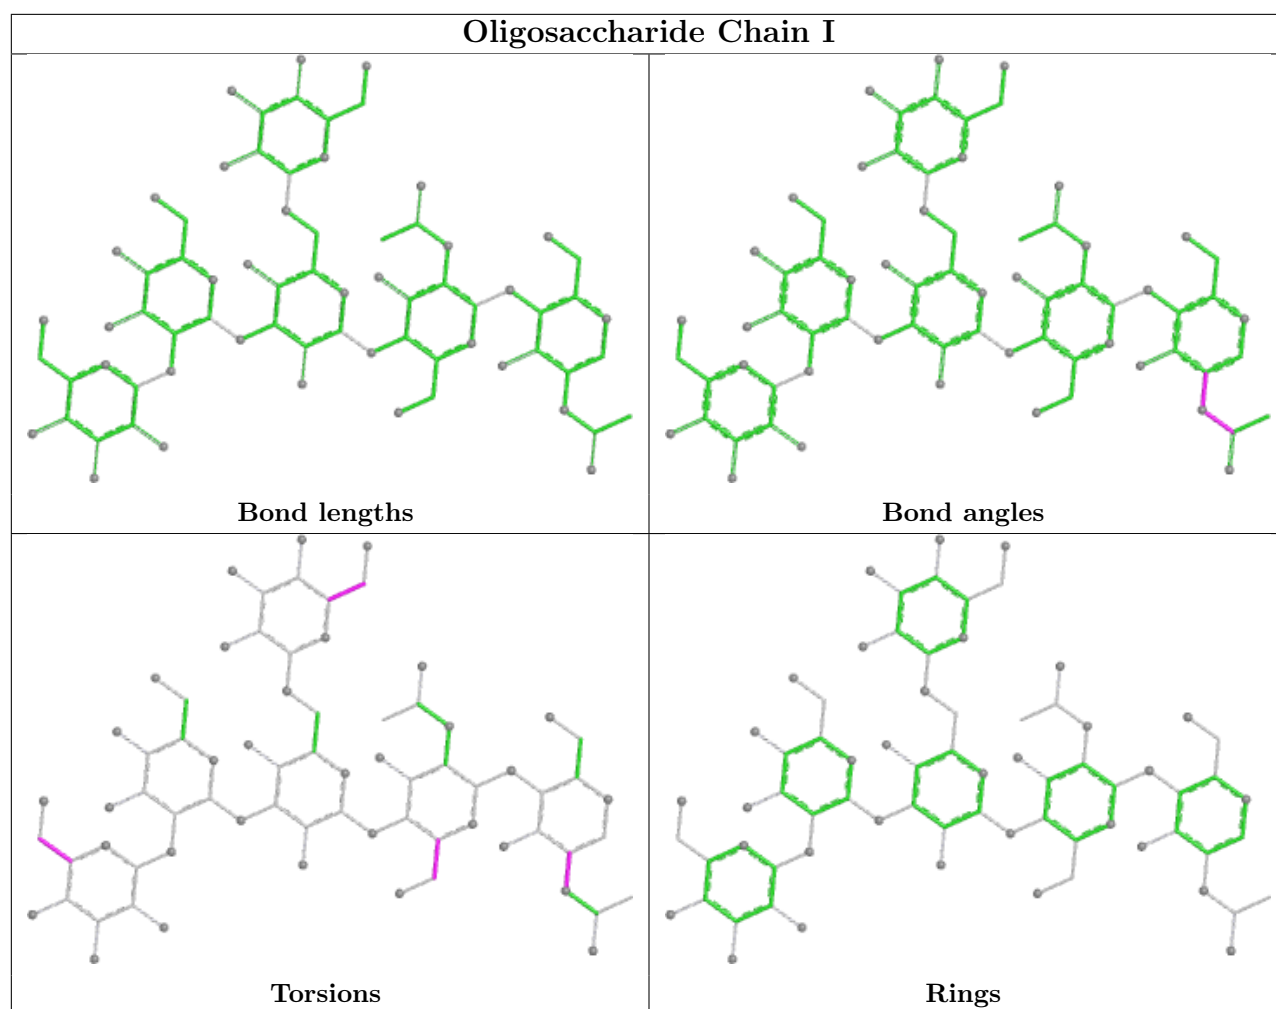 Oligosaccharide Chain I
Bond lengths
Bond angles
Torsions
Rings